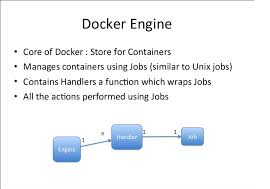 Docker Engine
• Core of Docker : Store for Containers
• Manages containers using Jobs (similar to Unix jobs)
• Contains Handlers a function which wraps Jobs
• All the actions performed using Jobs
Engine
1
n
Handler
1
1
Job